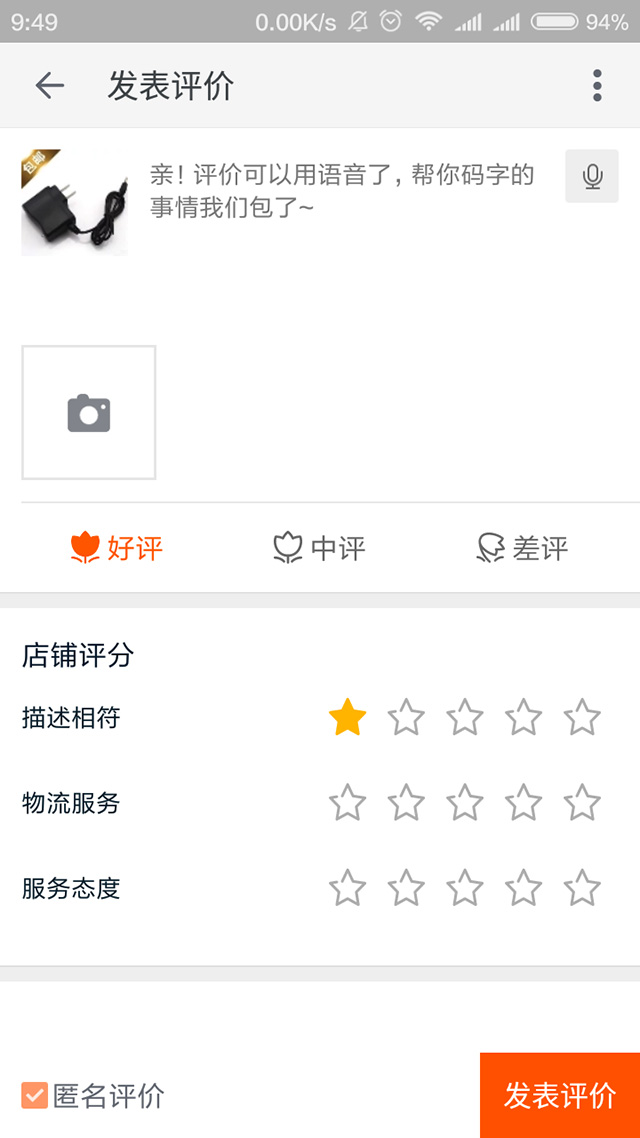 9:49 0.00K/s 94%
发表评价
包邮
亲！评价可以用语音了，帮你码字的
事情我们包了~
好评 中评 差评
店铺评分
描述相符
物流服务
服务态度
匿名评价 发表评价